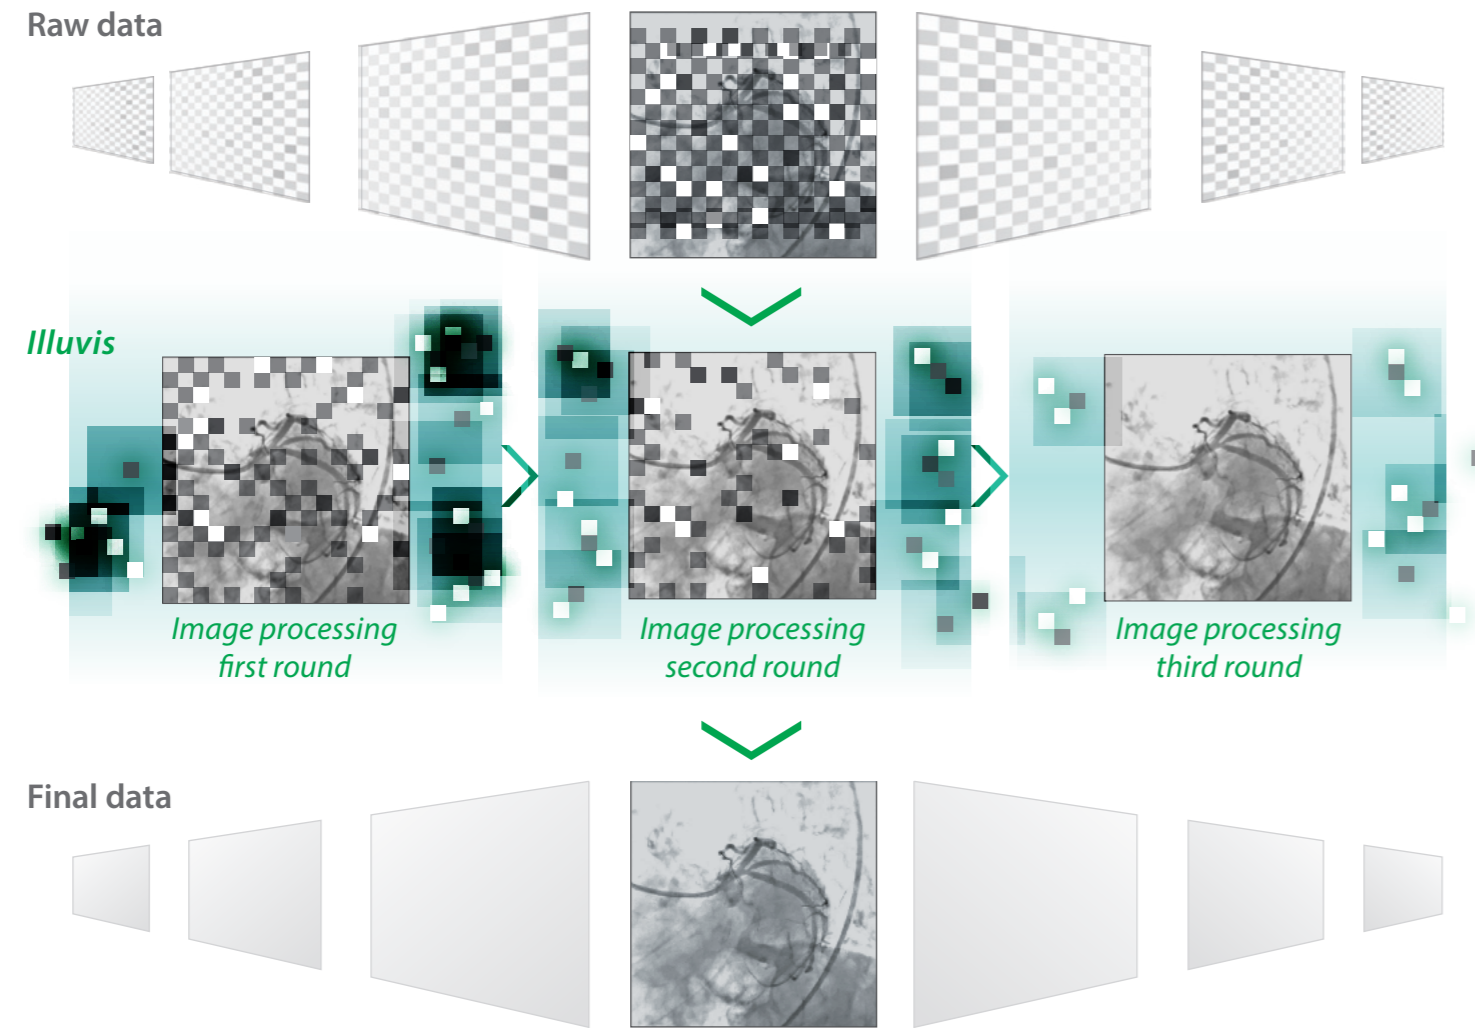 Raw data
Illuvis
Image processing
first round
Image processing
second round
Image processing
third round
Final data